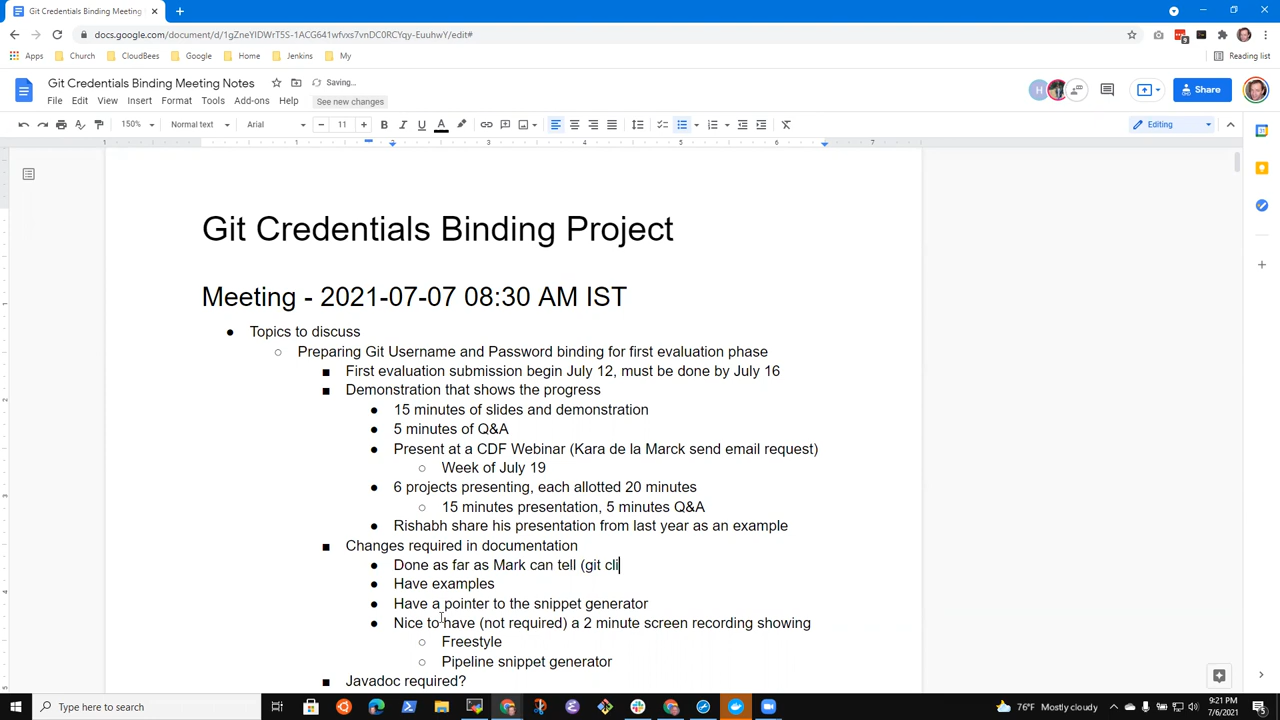 Git Credentials Binding Meeting
docs.google.com/document/d/1gZneYIDWrT5S-1ACG641wfvxs7vnDC0RCYqy-EuuhwY/edit#
Apps Church CloudBees Google Home Jenkins My Reading list
Git Credentials Binding Meeting Notes Saving...
File Edit View Insert Format Tools Add-ons Help See new changes
H Share
150% Normal text Arial 11 B I U A Editing
1 1 2 3 4 5 6 7
Git Credentials Binding Project
Meeting - 2021-07-07 08:30 AM IST
● Topics to discuss
○ Preparing Git Username and Password binding for first evaluation phase
■ First evaluation submission begin July 12, must be done by July 16
■ Demonstration that shows the progress
● 15 minutes of slides and demonstration
● 5 minutes of Q&A
● Present at a CDF Webinar (Kara de la Marck send email request)
○ Week of July 19
● 6 projects presenting, each allotted 20 minutes
○ 15 minutes presentation, 5 minutes Q&A
● Rishabh share his presentation from last year as an example
■ Changes required in documentation
● Done as far as Mark can tell (git cli
● Have examples
● Have a pointer to the snippet generator
● Nice to have (not required) a 2 minute screen recording showing
○ Freestyle
○ Pipeline snippet generator
■ Javadoc required?
Type here to search
76°F Mostly cloudy
9:21 PM
7/6/2021